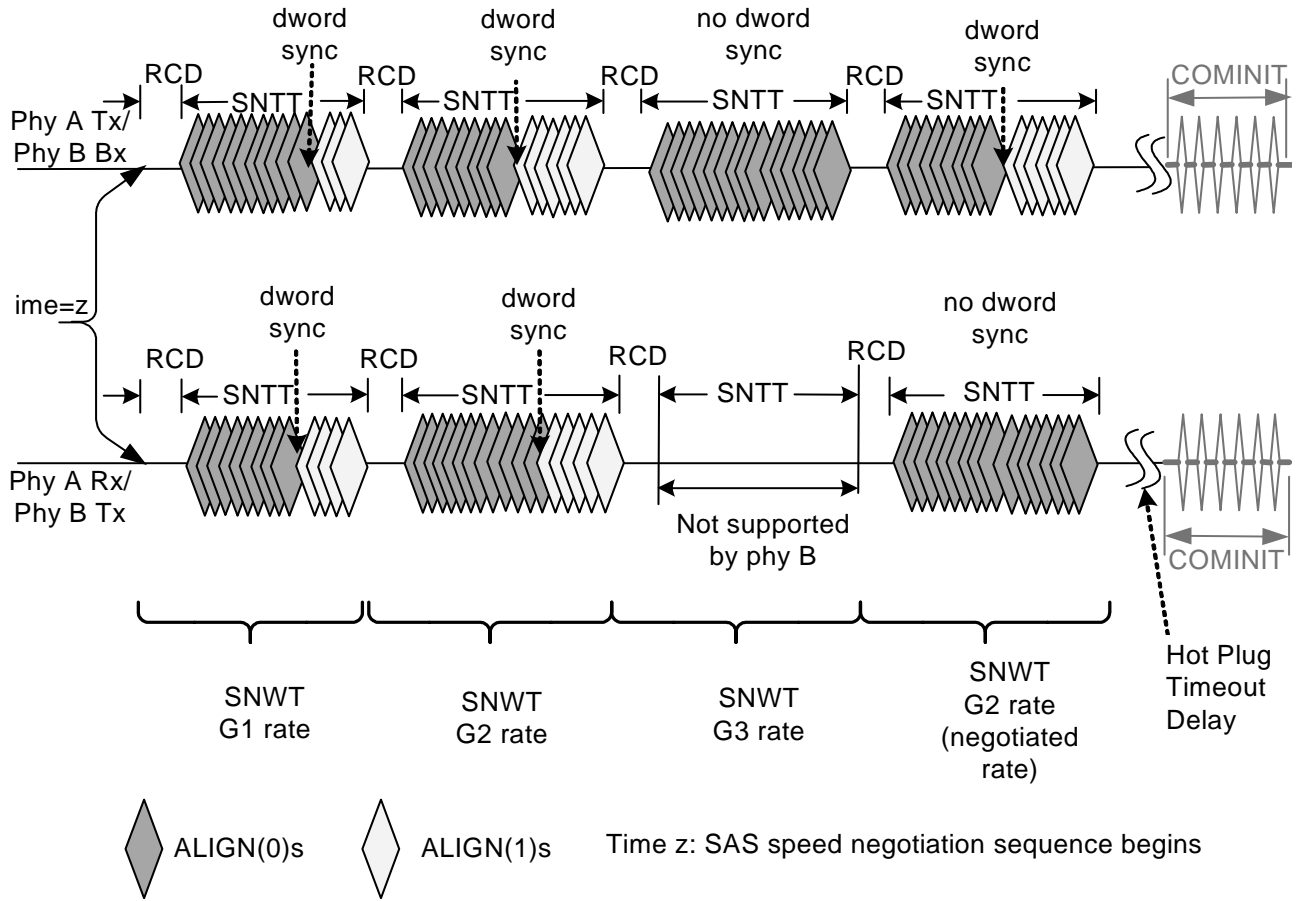 dword
sync
dword
sync
no dword
sync
dword
sync
RCD
SNTT
RCD
SNTT
RCD
SNTT
RCD
SNTT
COMINIT
Phy A Tx/
Phy B Bx
ime=z
dword
sync
dword
sync
no dword
sync
RCD
SNTT
RCD
SNTT
RCD
SNTT
RCD
SNTT
Phy A Rx/
Phy B Tx
Not supported
by phy B
COMINIT
SNWT
G1 rate
SNWT
G2 rate
SNWT
G3 rate
SNWT
G2 rate
(negotiated
rate)
Hot Plug
Timeout
Delay
ALIGN(0)s
ALIGN(1)s
Time z: SAS speed negotiation sequence begins